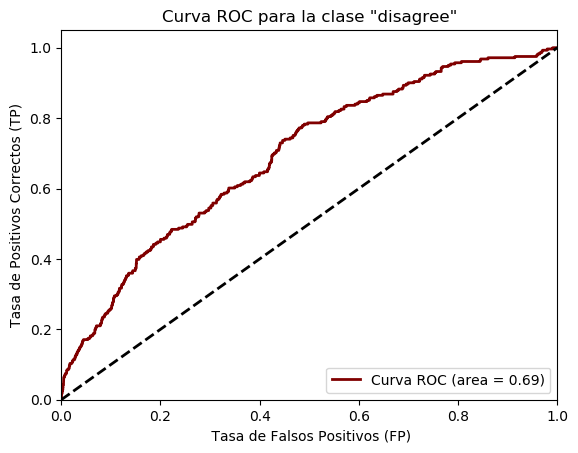 Curva ROC para la clase "disagree"
Tasa de Positivos Correctos (TP)
1.0
0.8
0.6
0.4
0.2
0.0
0.0 0.2 0.4 0.6 0.8 1.0
Curva ROC (area = 0.69)
Tasa de Falsos Positivos (FP)